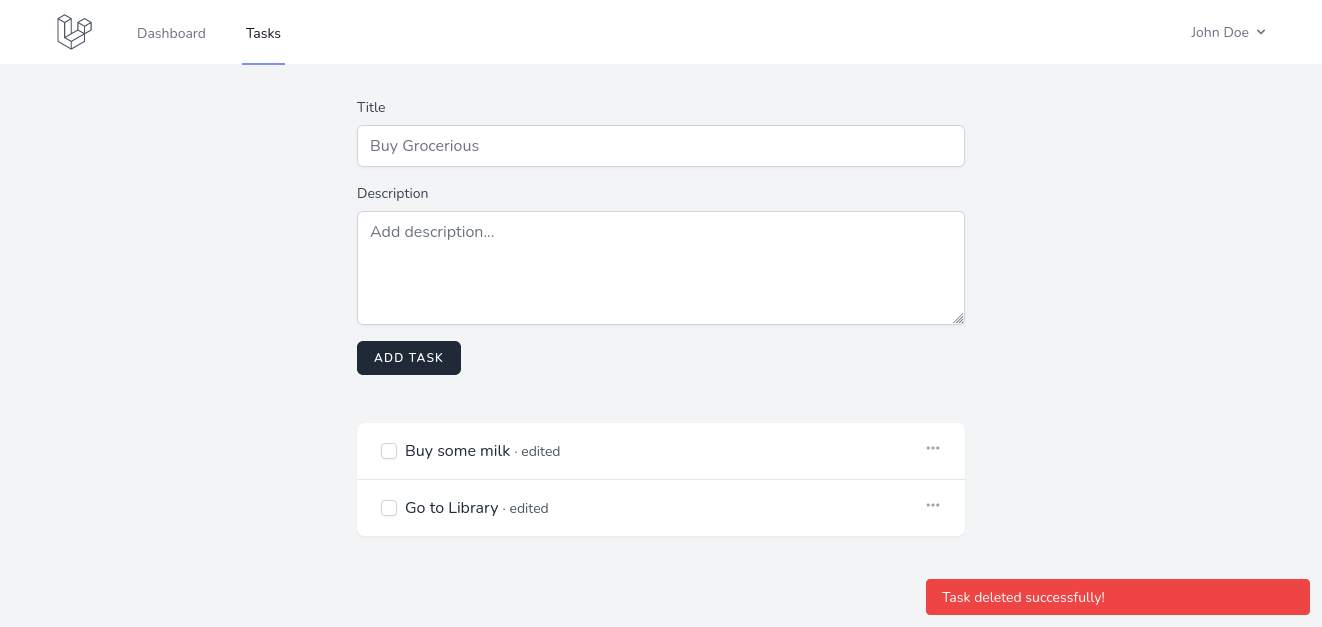 Dashboard Tasks John Doe
Title
Buy Grocerious
Description
Add description...
ADD TASK
Buy some milk · edited
Go to Library · edited
Task deleted successfully!